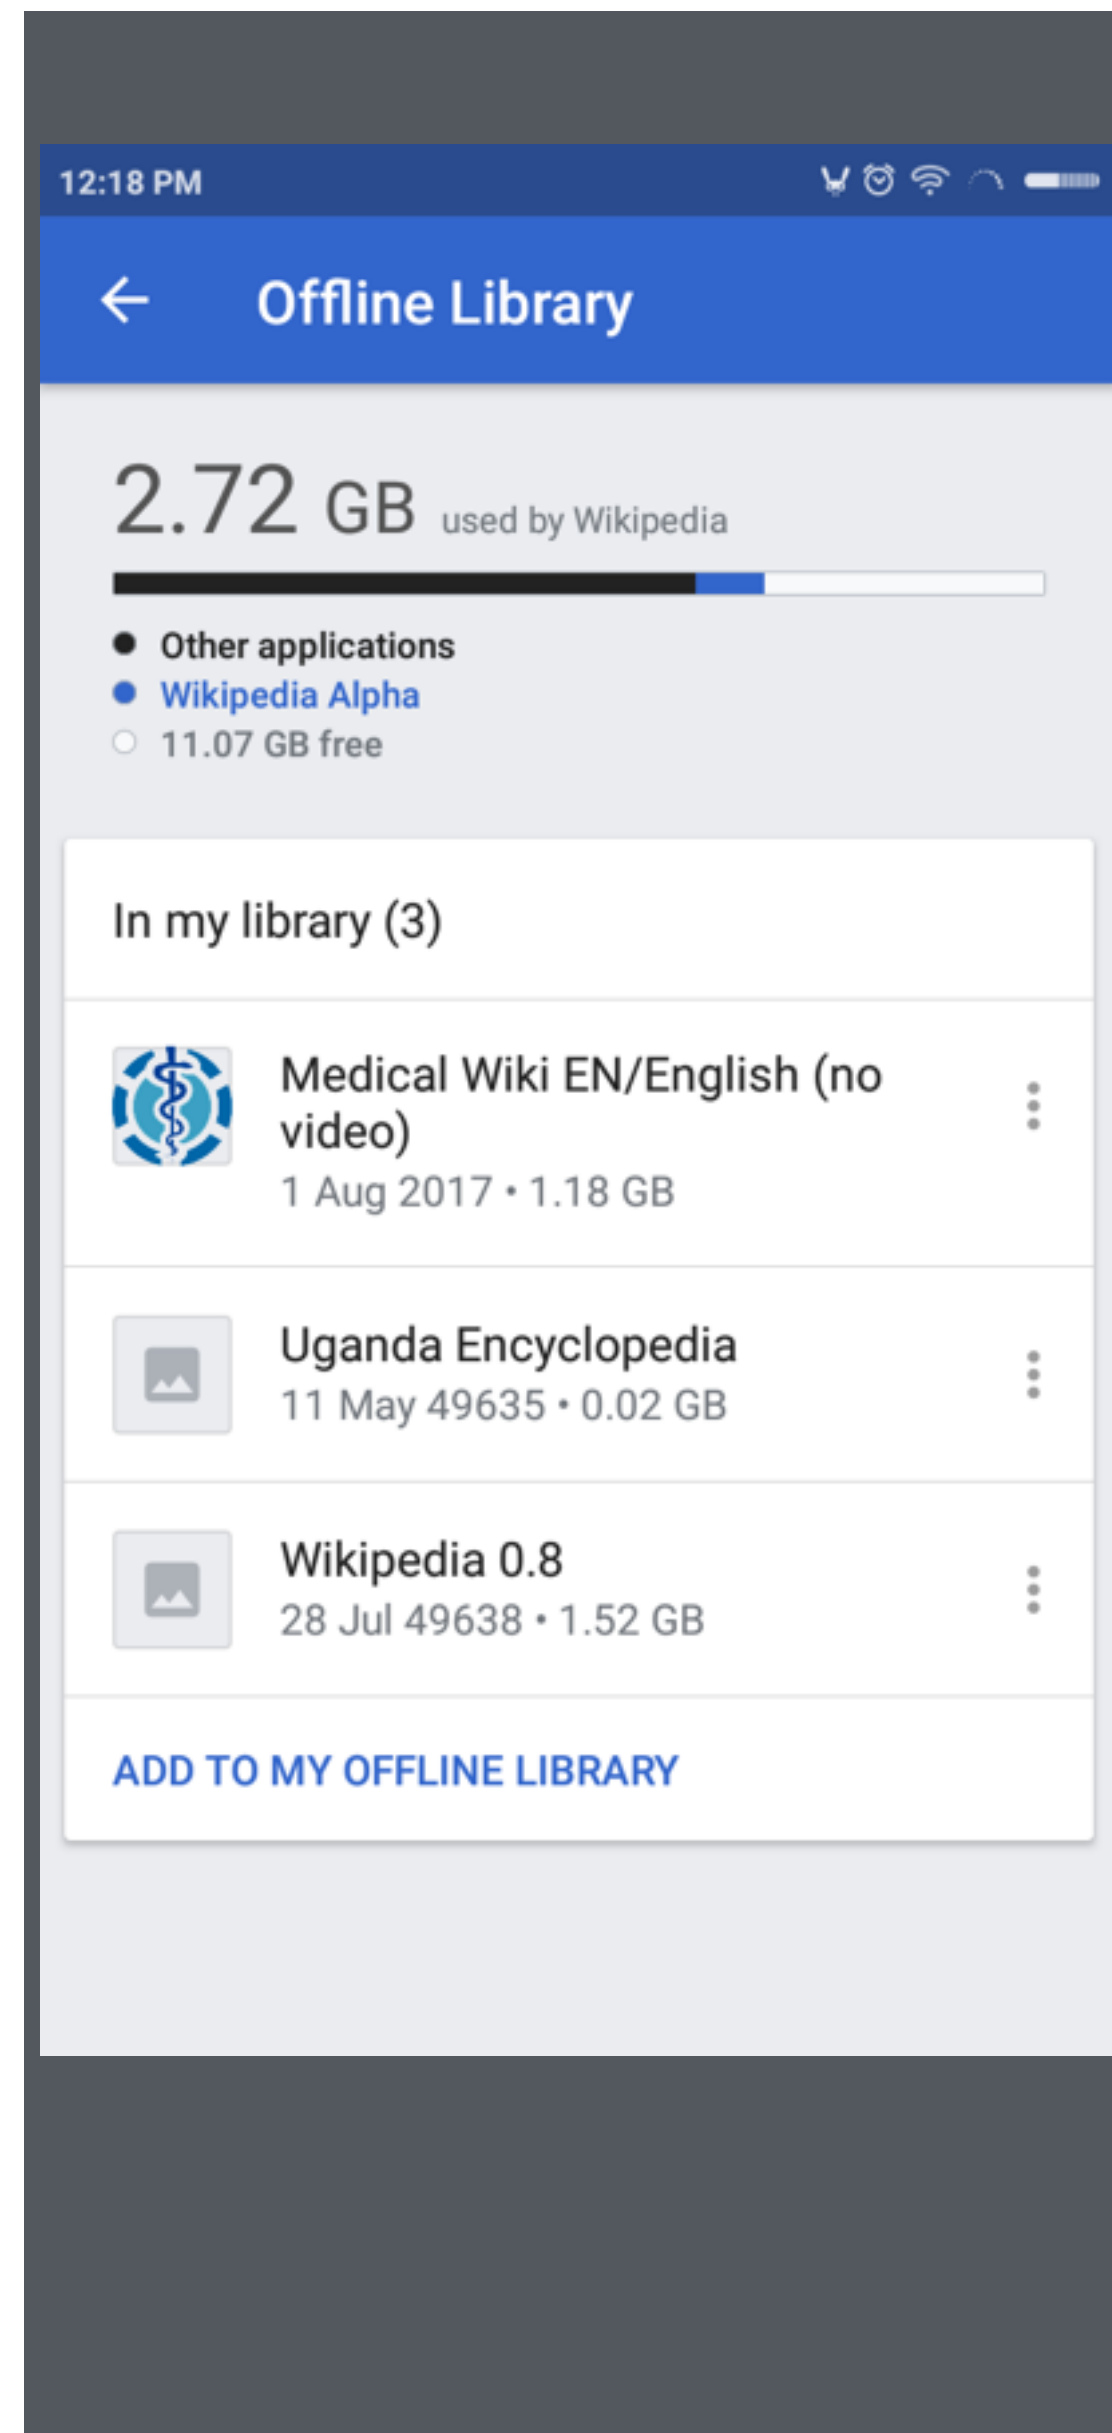 12:18 PM
Offline Library
2.72 GB used by Wikipedia
Other applications
Wikipedia Alpha
11.07 GB free
In my library (3)
Medical Wiki EN/English (no
video)
1 Aug 2017 • 1.18 GB
Uganda Encyclopedia
11 May 49635 • 0.02 GB
Wikipedia 0.8
28 Jul 49638 • 1.52 GB
ADD TO MY OFFLINE LIBRARY